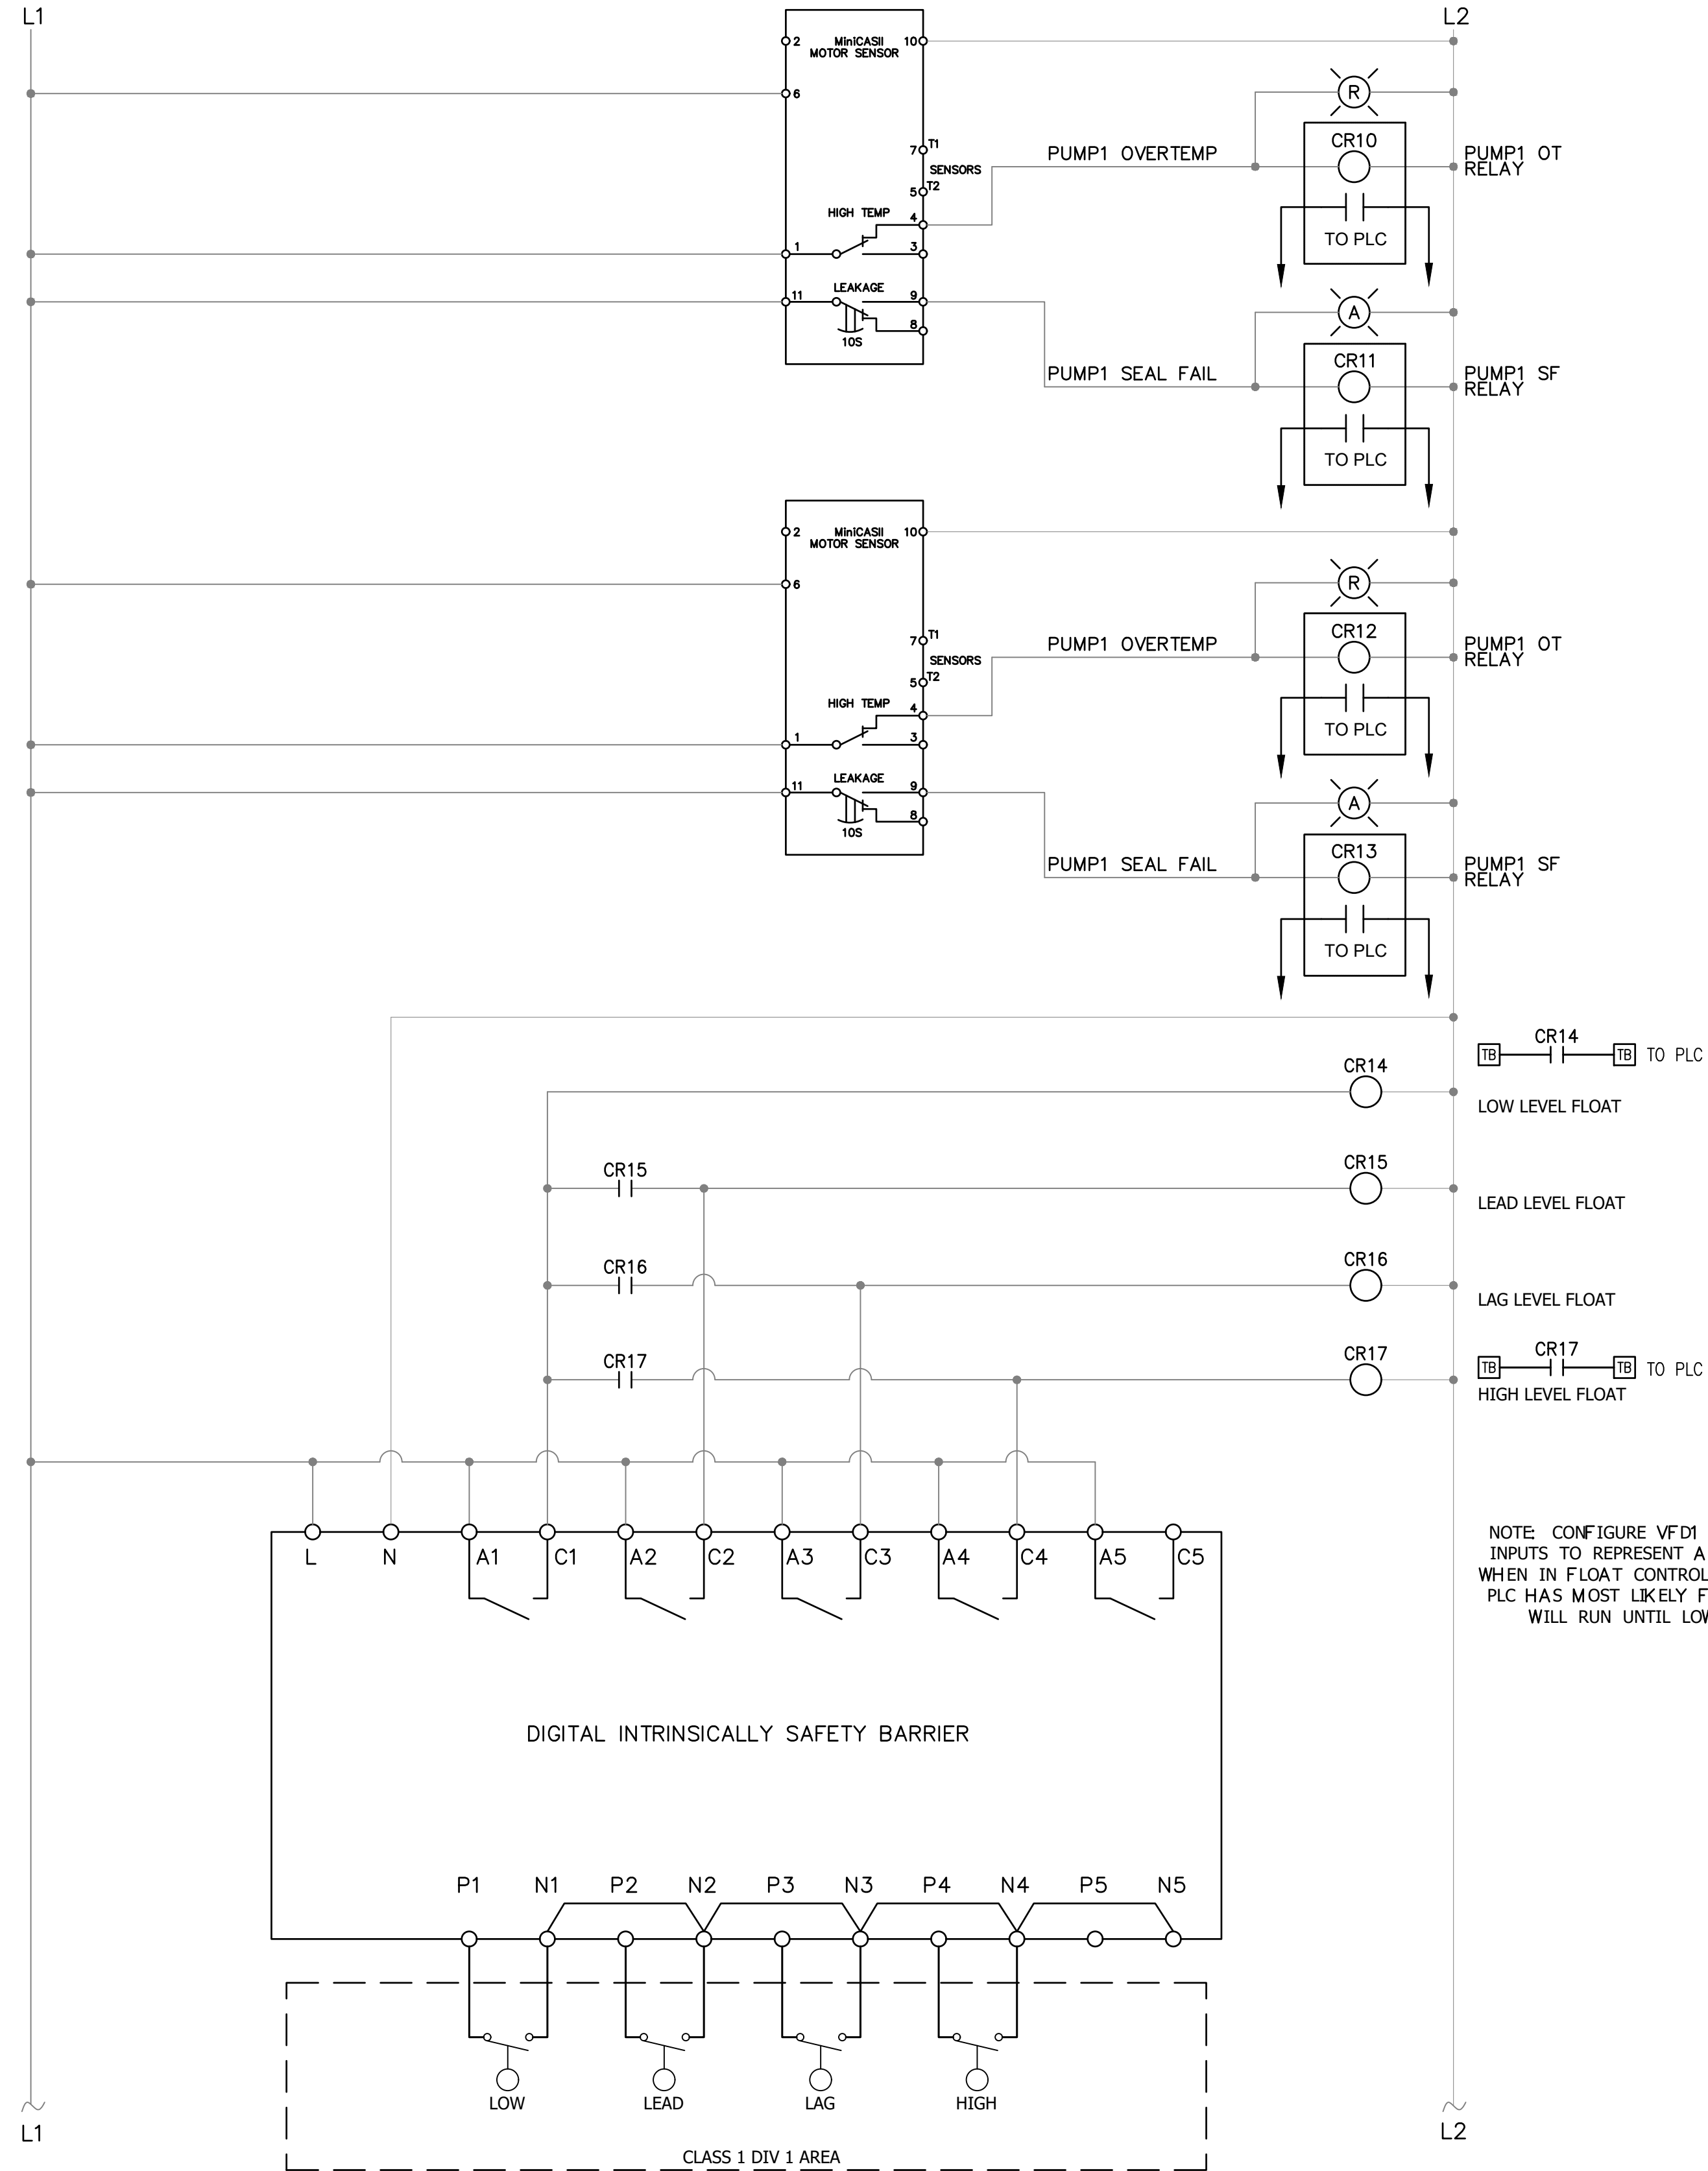 L1
L2
2
MiniCASII
MOTOR SENSOR
10
6
7
T1
SENSORS
5
T2
HIGH TEMP
4
1
3
LEAKAGE
11
9
8
10S
R
PUMP1 OVERTEMP
CR10
TO PLC
PUMP1 OT
RELAY
A
PUMP1 SEAL FAIL
CR11
TO PLC
PUMP1 SF
RELAY
2
MiniCASII
MOTOR SENSOR
10
6
7
T1
SENSORS
5
T2
HIGH TEMP
4
1
3
LEAKAGE
11
9
8
10S
R
PUMP1 OVERTEMP
CR12
TO PLC
PUMP1 OT
RELAY
A
PUMP1 SEAL FAIL
CR13
TO PLC
PUMP1 SF
RELAY
CR14
TB TB TO PLC
CR14
LOW LEVEL FLOAT
CR15 CR15
LEAD LEVEL FLOAT
CR16 CR16
LAG LEVEL FLOAT
CR17 CR17
CR17
TB TB TO PLC
HIGH LEVEL FLOAT
NOTE: CONFIGURE VFD1
INPUTS TO REPRESENT A
WHEN IN FLOAT CONTROL
PLC HAS MOST LIKELY F
WILL RUN UNTIL LOW
L N A1 C1 A2 C2 A3 C3 A4 C4 A5 C5
DIGITAL INTRINSICALLY SAFETY BARRIER
P1 N1 P2 N2 P3 N3 P4 N4 P5 N5
LOW LEAD LAG HIGH
CLASS 1 DIV 1 AREA
L1
L2